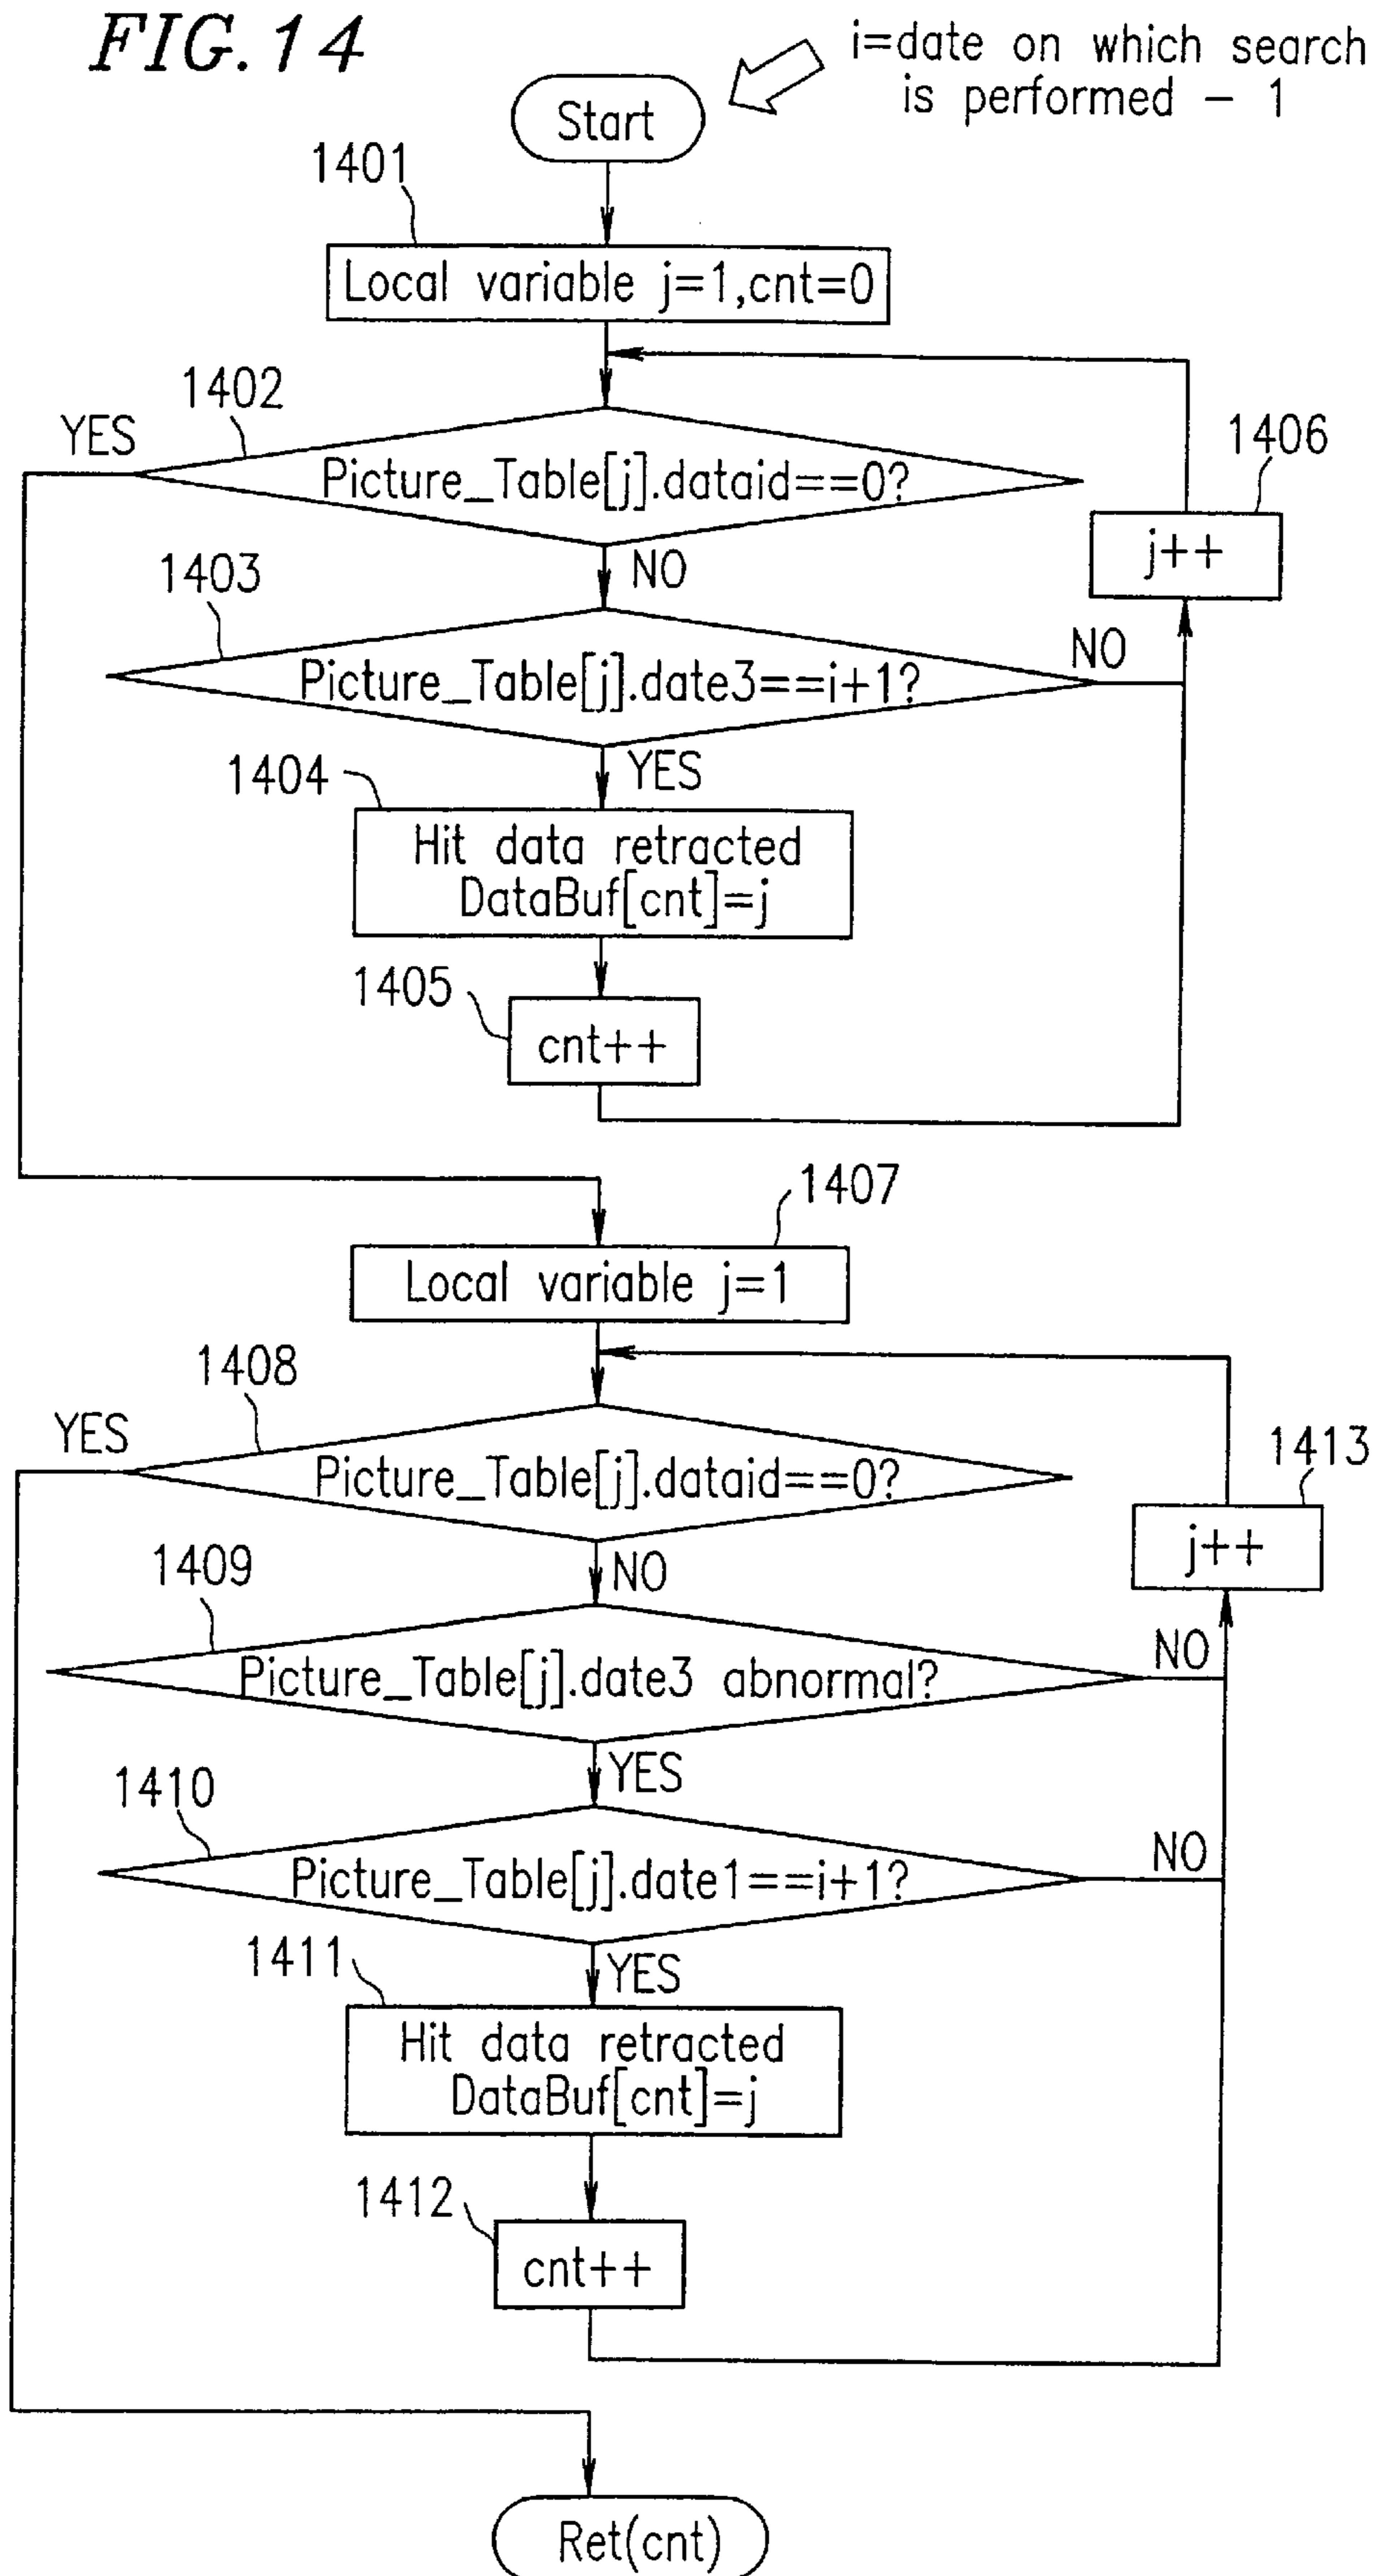 FIG. 14
i=date on which search
is performed - 1
Start
1401
Local variable j=1,cnt=0
1402
YES
Picture_Table[j].dataid==0?
1406
j++
NO
1403
Picture_Table[j].date3==i+1?
NO
YES
1404
Hit data retracted
DataBuf[cnt]=j
1405
cnt++
1407
Local variable j=1
1408
YES
Picture_Table[j].dataid==0?
1413
j++
NO
1409
Picture_Table[j].date3 abnormal?
NO
YES
1410
Picture_Table[j].date1==i+1?
NO
YES
1411
Hit data retracted
DataBuf[cnt]=j
1412
cnt++
Ret(cnt)